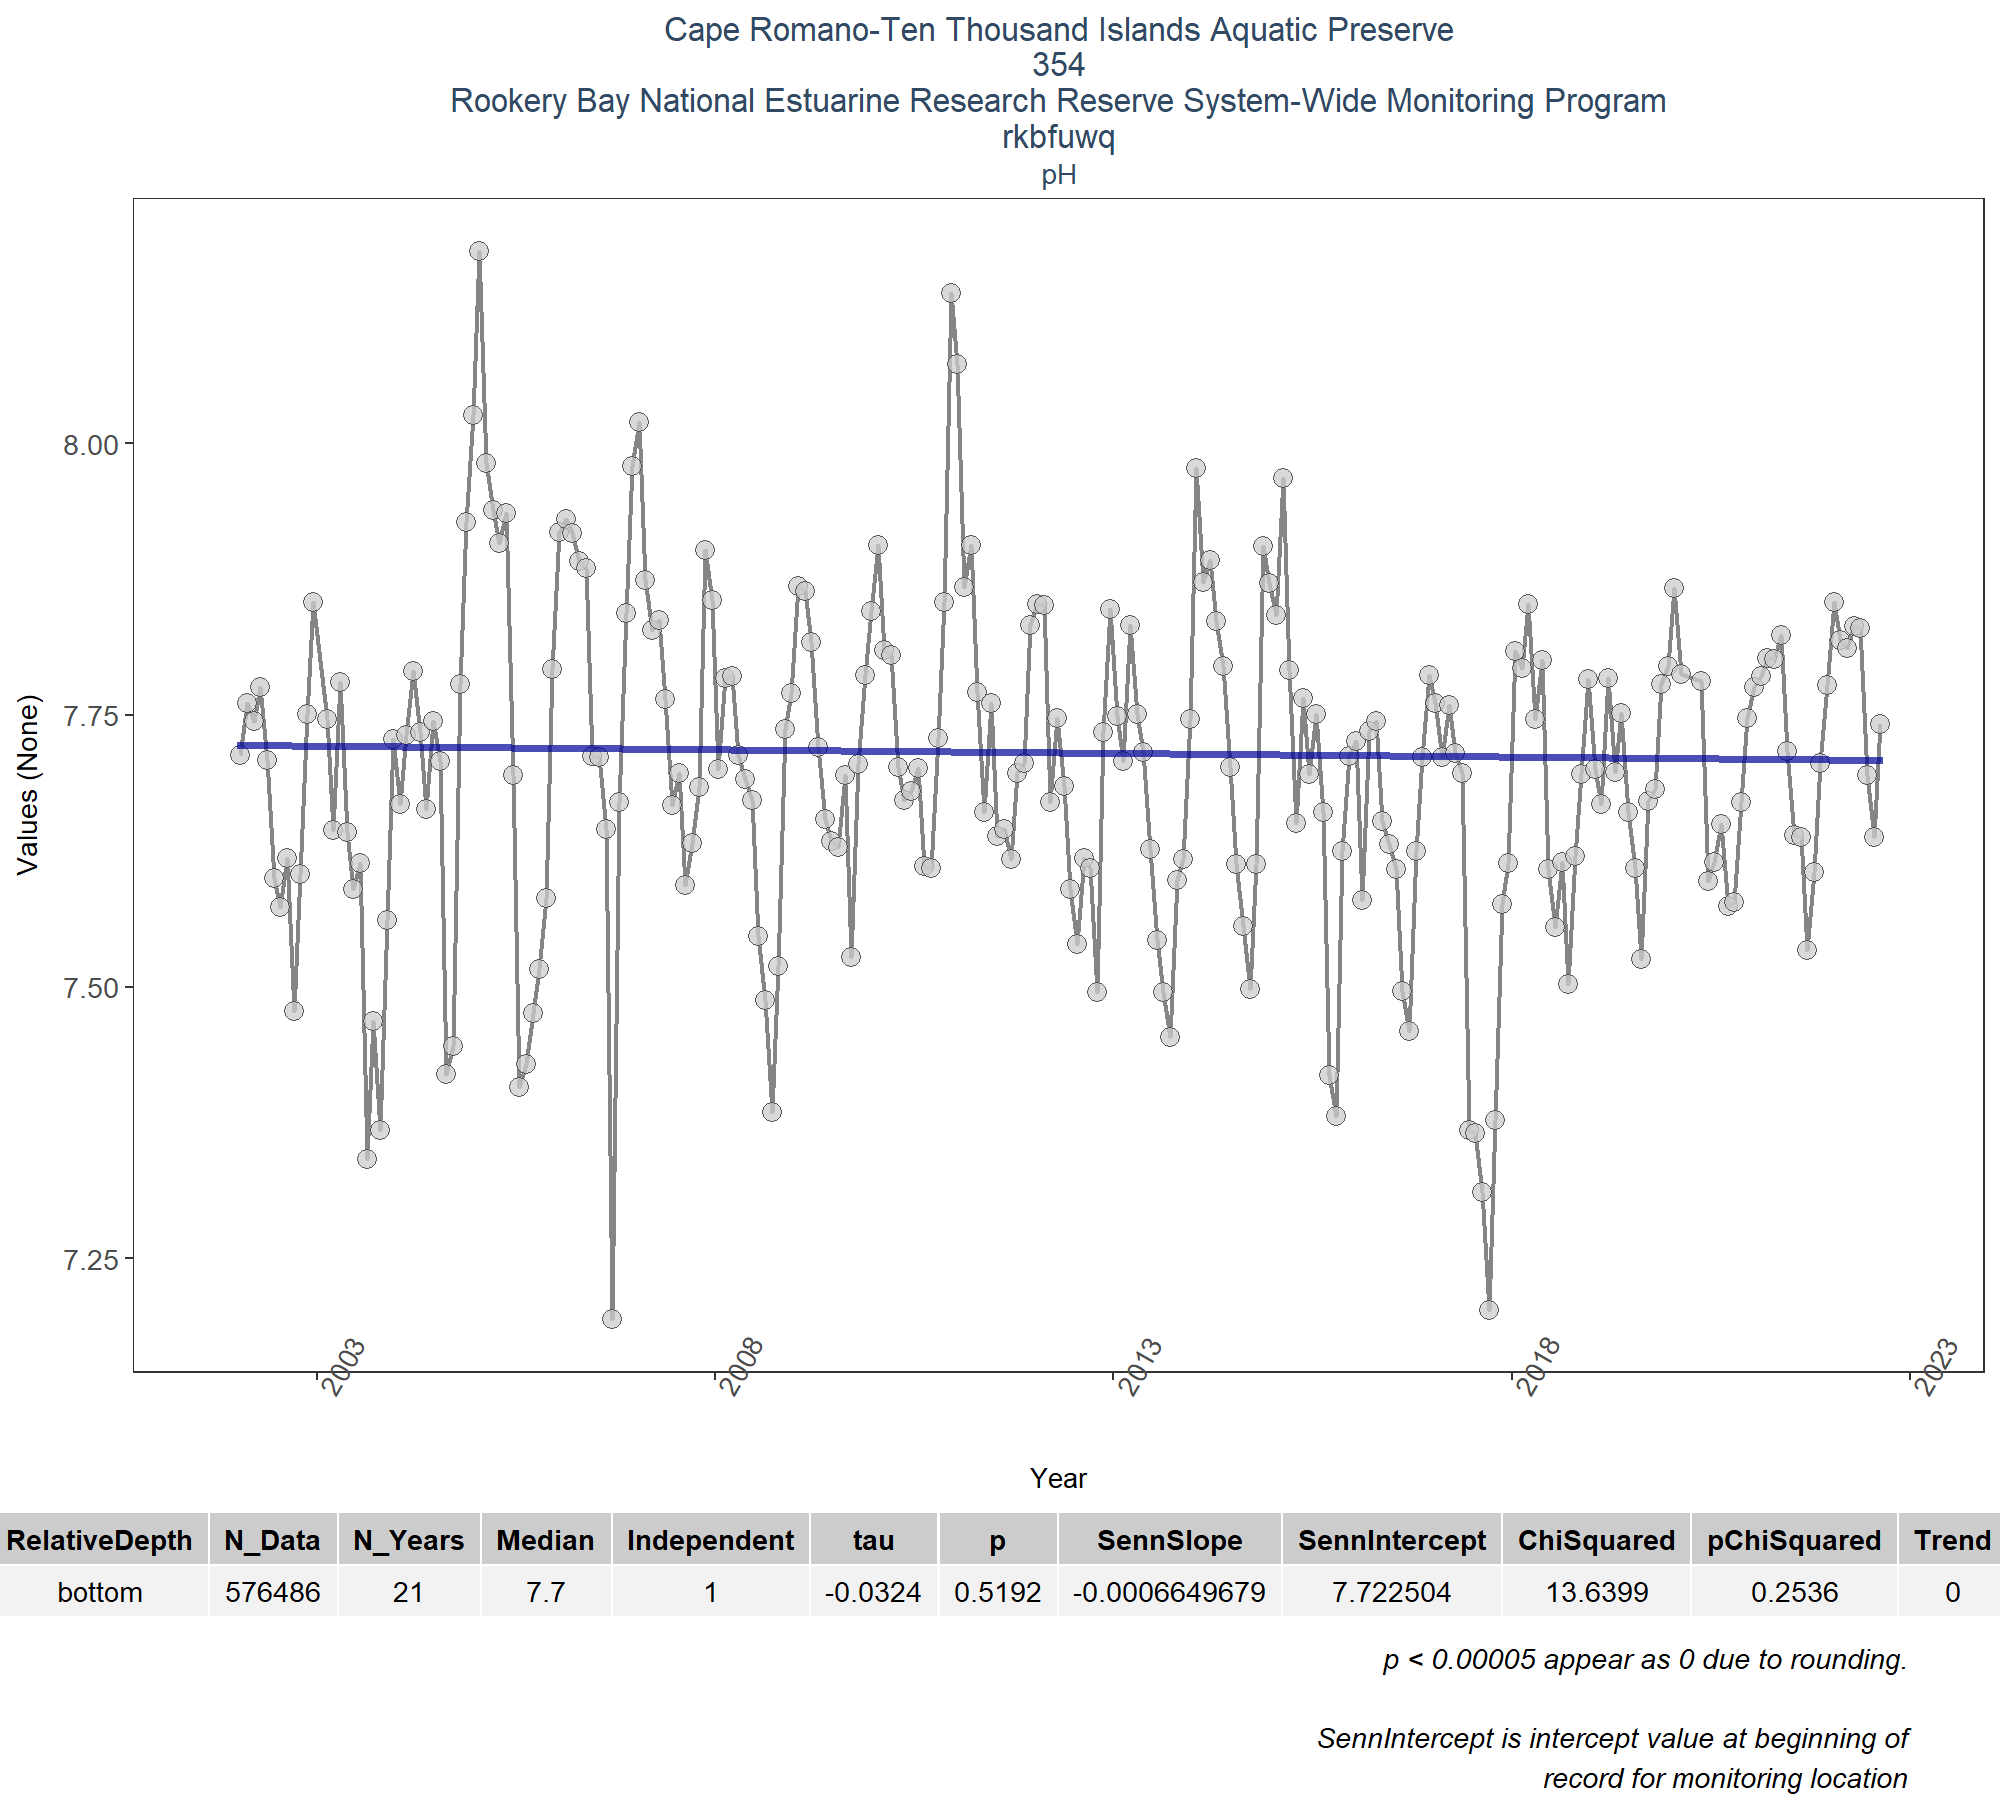 Cape Romano-Ten Thousand Islands Aquatic Preserve
354
Rookery Bay National Estuarine Research Reserve System-Wide Monitoring Program
rkbfuwq
pH
Values (None)
8.00
7.75
7.50
7.25
2003 2008 2013 2018 2023
Year
RelativeDepth N_Data N_Years Median Independent tau p SennSlope SennIntercept ChiSquared pChiSquared Trend
bottom 576486 21 7.7 1 -0.0324 0.5192 -0.0006649679 7.722504 13.6399 0.2536 0
p < 0.00005 appear as 0 due to rounding.
SennIntercept is intercept value at beginning of
record for monitoring location